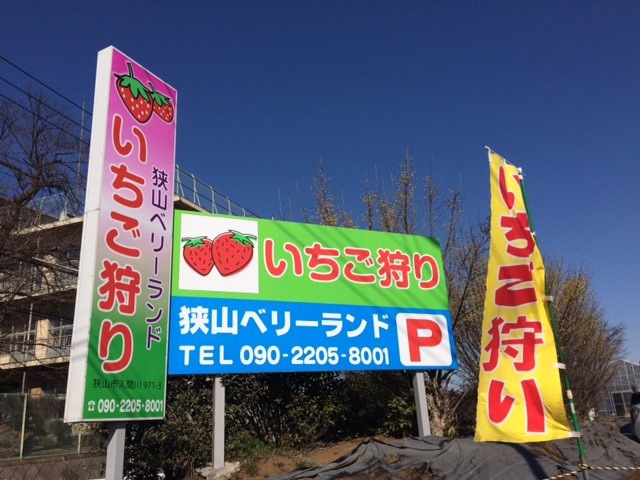 いちご狩り
狭山ベリーランド
狭山市入間川971-3
☎090-2205-8001
いちご狩り
狭山ベリーランド
P
TEL 090-2205-8001
いちご狩り